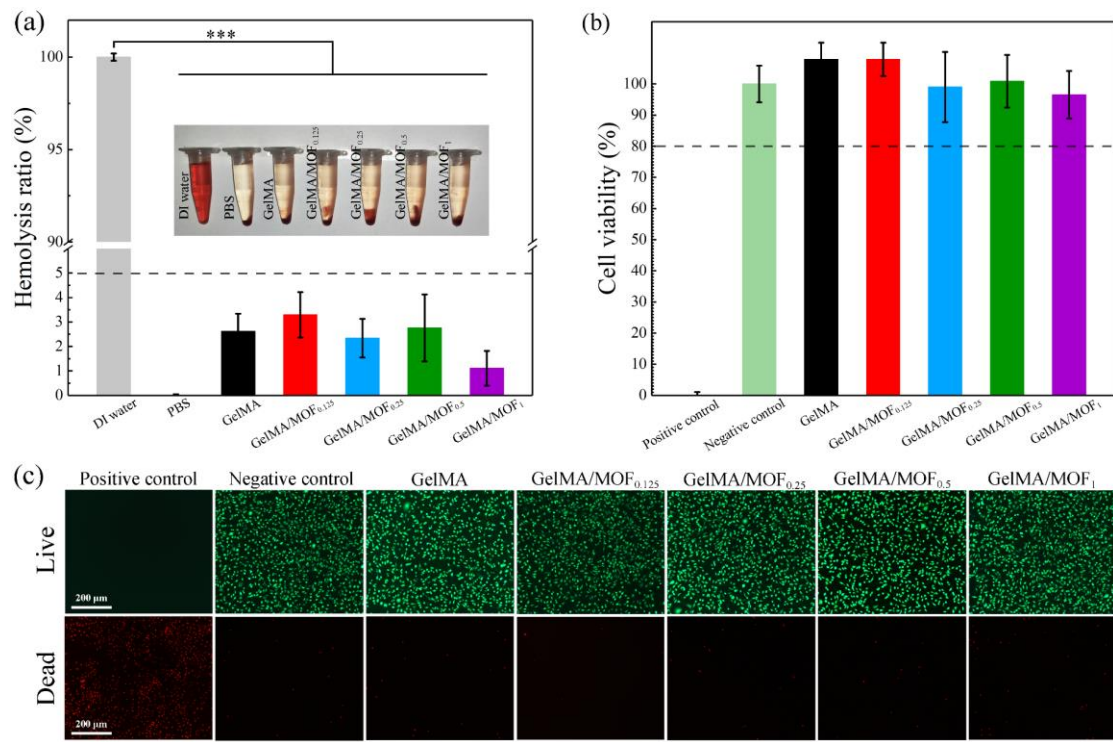 (a)
***
Hemolysis ratio (%)
100
95
90
5
4
3
2
1
0
DI water
PBS
GelMA
GelMA/MOF0.125
GelMA/MOF0.25
GelMA/MOF0.5
GelMA/MOF1
DI water
PBS
GelMA
GelMA/MOF0.125
GelMA/MOF0.25
GelMA/MOF0.5
GelMA/MOF1
(b)
Cell viability (%)
100
90
80
70
60
50
40
30
20
10
0
Positive control
Negative control
GelMA
GelMA/MOF0.125
GelMA/MOF0.25
GelMA/MOF0.5
GelMA/MOF1
(c)
Positive control Negative control GelMA GelMA/MOF0.125 GelMA/MOF0.25 GelMA/MOF0.5 GelMA/MOF1
Live
200 μm
Dead
200 μm